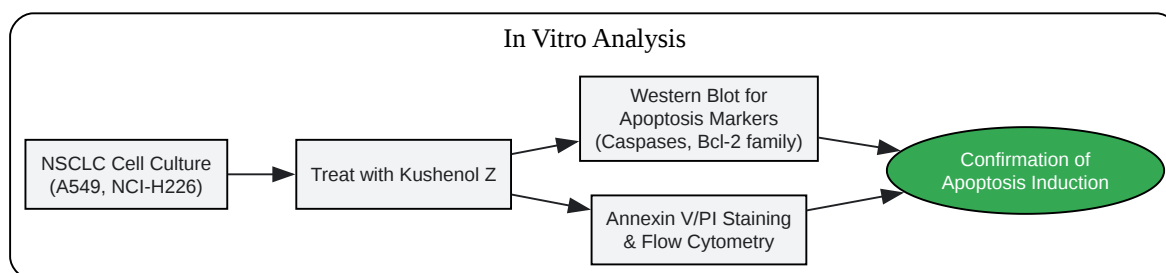 In Vitro Analysis
NSCLC Cell Culture
(A549, NCI-H226)
Treat with Kushenol Z
Western Blot for
Apoptosis Markers
(Caspases, Bcl-2 family)
Annexin V/PI Staining
& Flow Cytometry
Confirmation of
Apoptosis Induction